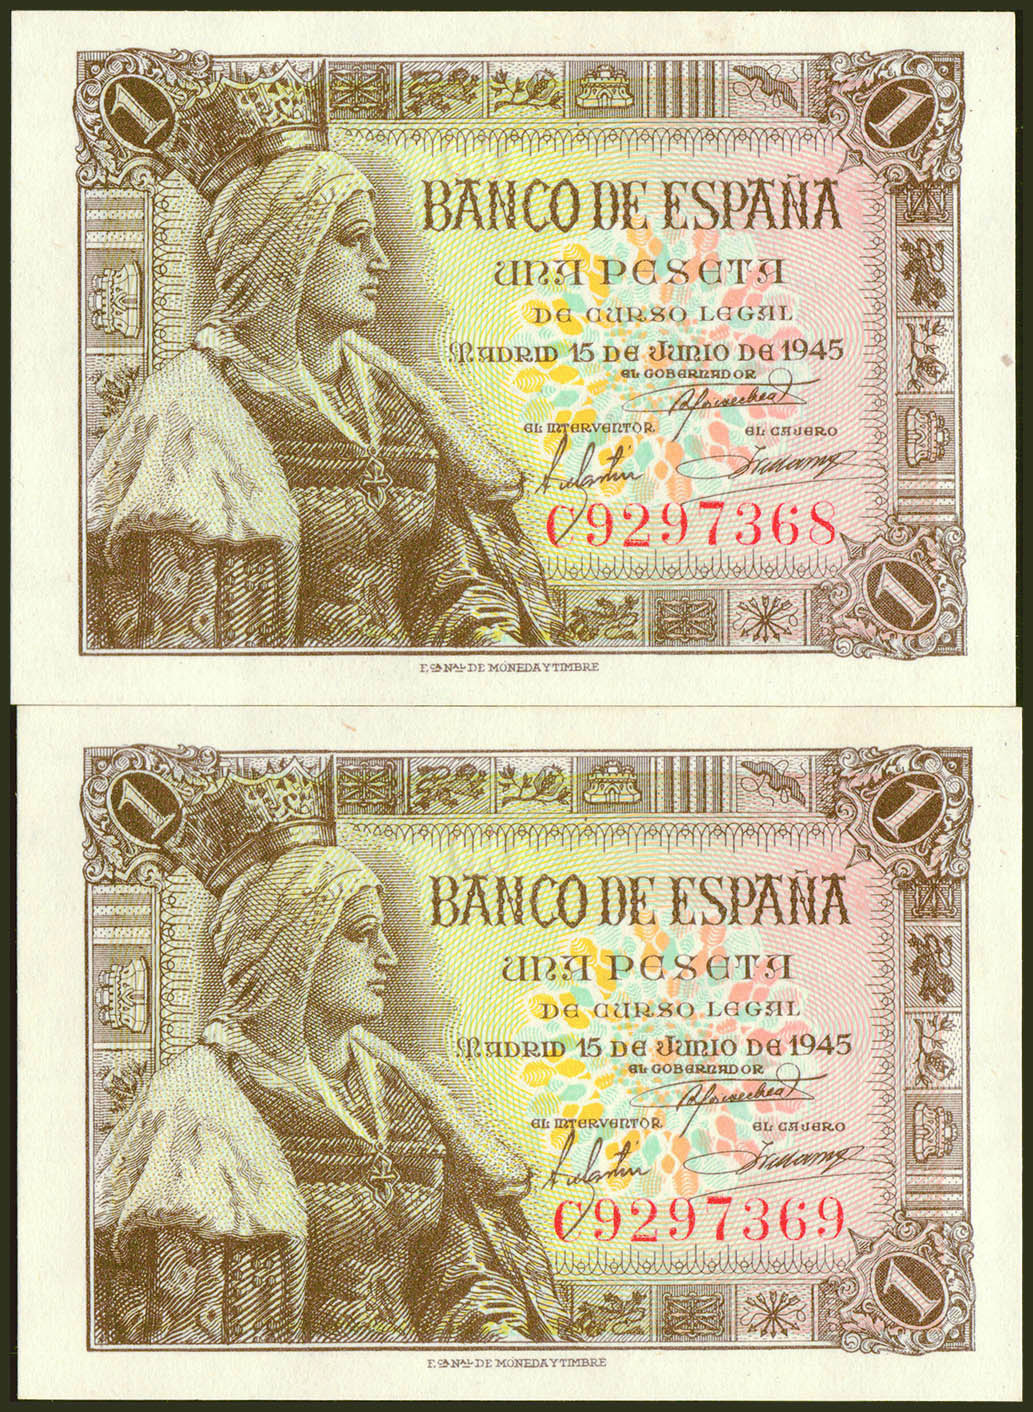 1
1
BANCO DE ESPAÑA
UNA PESETA
DE CURSO LEGAL
MADRID 15 DE JUNIO DE 1945
EL GOBERNADOR
EL INTERVENTOR EL CAJERO
C9297368
1
F.CA NAL DE MONEDA Y TIMBRE
1
1
BANCO DE ESPAÑA
UNA PESETA
DE CURSO LEGAL
MADRID 15 DE JUNIO DE 1945
EL GOBERNADOR
EL INTERVENTOR EL CAJERO
C9297369
1
F.CA NAL DE MONEDA Y TIMBRE